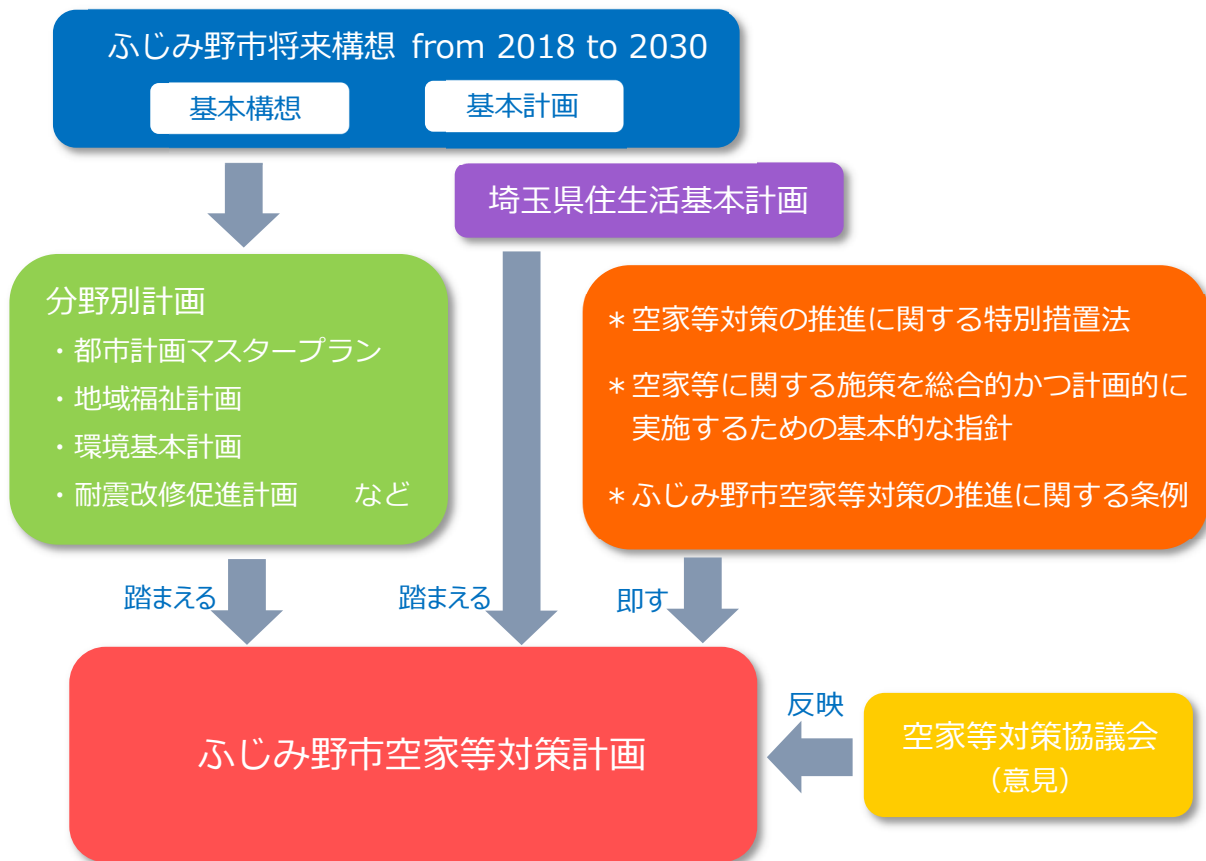 ふじみ野市将来構想 from 2018 to 2030
基本構想
基本計画
埼玉県住生活基本計画
分野別計画
・都市計画マスタープラン
・地域福祉計画
・環境基本計画
・耐震改修促進計画　　など
＊空家等対策の推進に関する特別措置法
＊空家等に関する施策を総合的かつ計画的に
実施するための基本的な指針
＊ふじみ野市空家等対策の推進に関する条例
踏まえる
踏まえる
即す
ふじみ野市空家等対策計画
反映
空家等対策協議会
（意見）